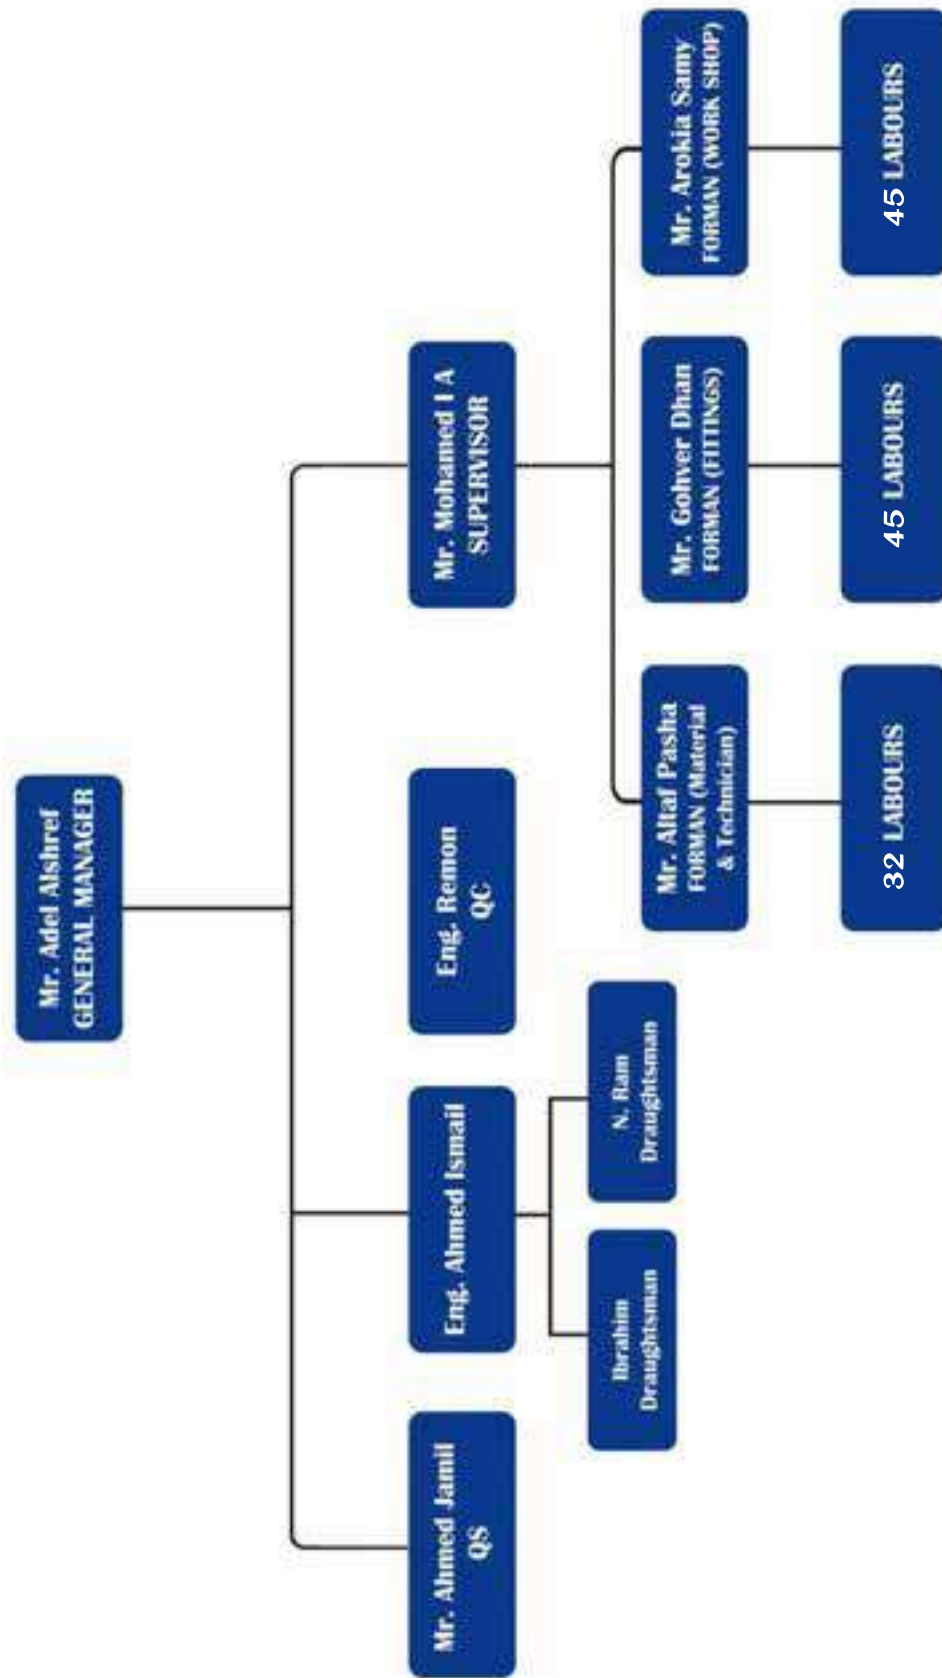 Mr. Adel Alshref
GENERAL MANAGER
Mr. Ahmed Jamil
QS
Eng. Ahmed Ismail
Eng. Remon
QC
Mr. Mohamed I A
SUPERVISOR
Ibrahim
Draughtsman
N. Ram
Draughtsman
Mr. Altaf Pasha
FORMAN (Material
& Technician)
Mr. Gohver Dhan
FORMAN (FITTINGS)
Mr. Arokia Samy
FORMAN (WORK SHOP)
32 LABOURS
45 LABOURS
45 LABOURS